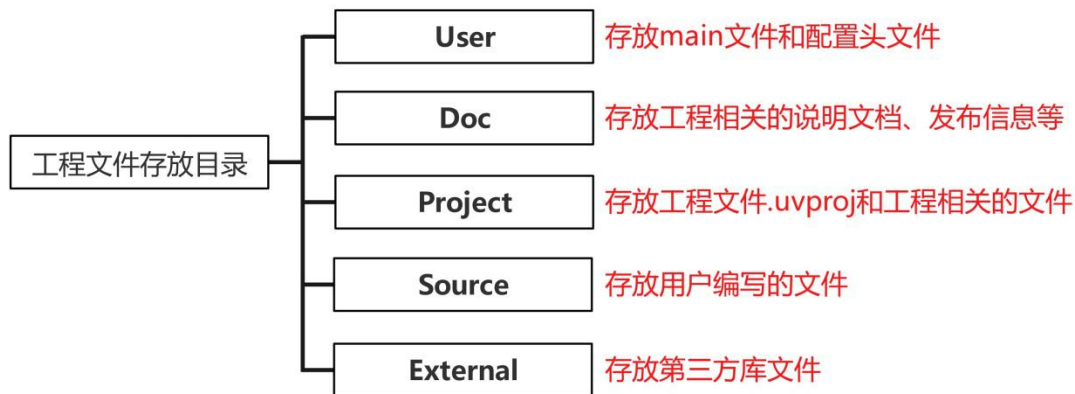 User 存放main文件和配置头文件
Doc 存放工程相关的说明文档、发布信息等
工程文件存放目录
Project 存放工程文件.uvproj和工程相关的文件
Source 存放用户编写的文件
External 存放第三方库文件